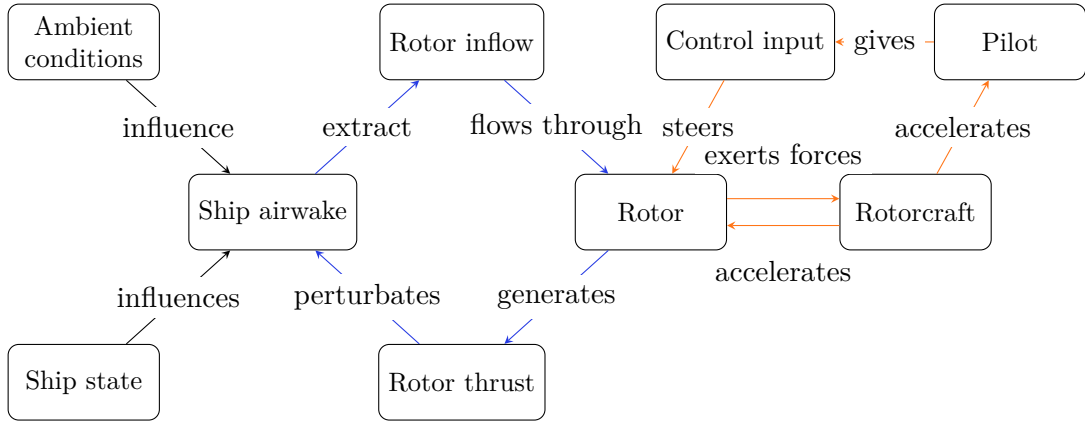 Ambient
conditions
Rotor inflow
Control input
gives
Pilot
influence
extract
flows through
steers
accelerates
exerts forces
Ship airwake
Rotor
Rotorcraft
accelerates
influences
perturbates
generates
Ship state
Rotor thrust